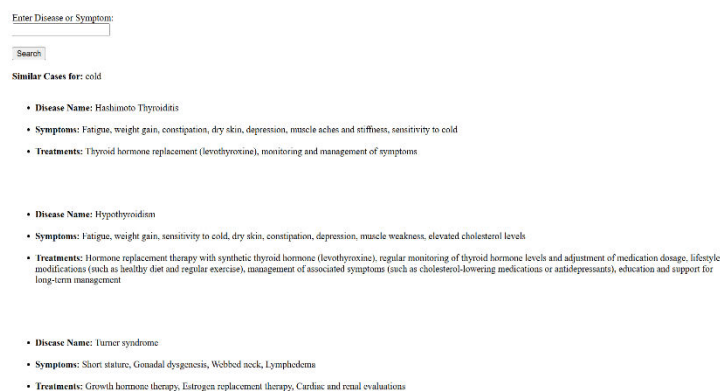 Enter Disease or Symptom:
Search
Similar Cases for: cold
• Disease Name: Hashimoto Thyroiditis
• Symptoms: Fatigue, weight gain, constipation, dry skin, depression, muscle aches and stiffness, sensitivity to cold
• Treatments: Thyroid hormone replacement (levothyroxine), monitoring and management of symptoms
• Disease Name: Hypothyroidism
• Symptoms: Fatigue, weight gain, sensitivity to cold, dry skin, constipation, depression, muscle weakness, elevated cholesterol levels
• Treatments: Hormone replacement therapy with synthetic thyroid hormone (levothyroxine), regular monitoring of thyroid hormone levels and adjustment of medication dosage, lifestyle
modifications (such as healthy diet and regular exercise), management of associated symptoms (such as cholesterol-lowering medications or antidepressants), education and support for
long-term management
• Disease Name: Turner syndrome
• Symptoms: Short stature, Gonadal dysgenesis, Webbed neck, Lymphedema
• Treatments: Growth hormone therapy, Estrogen replacement therapy, Cardiac and renal evaluations